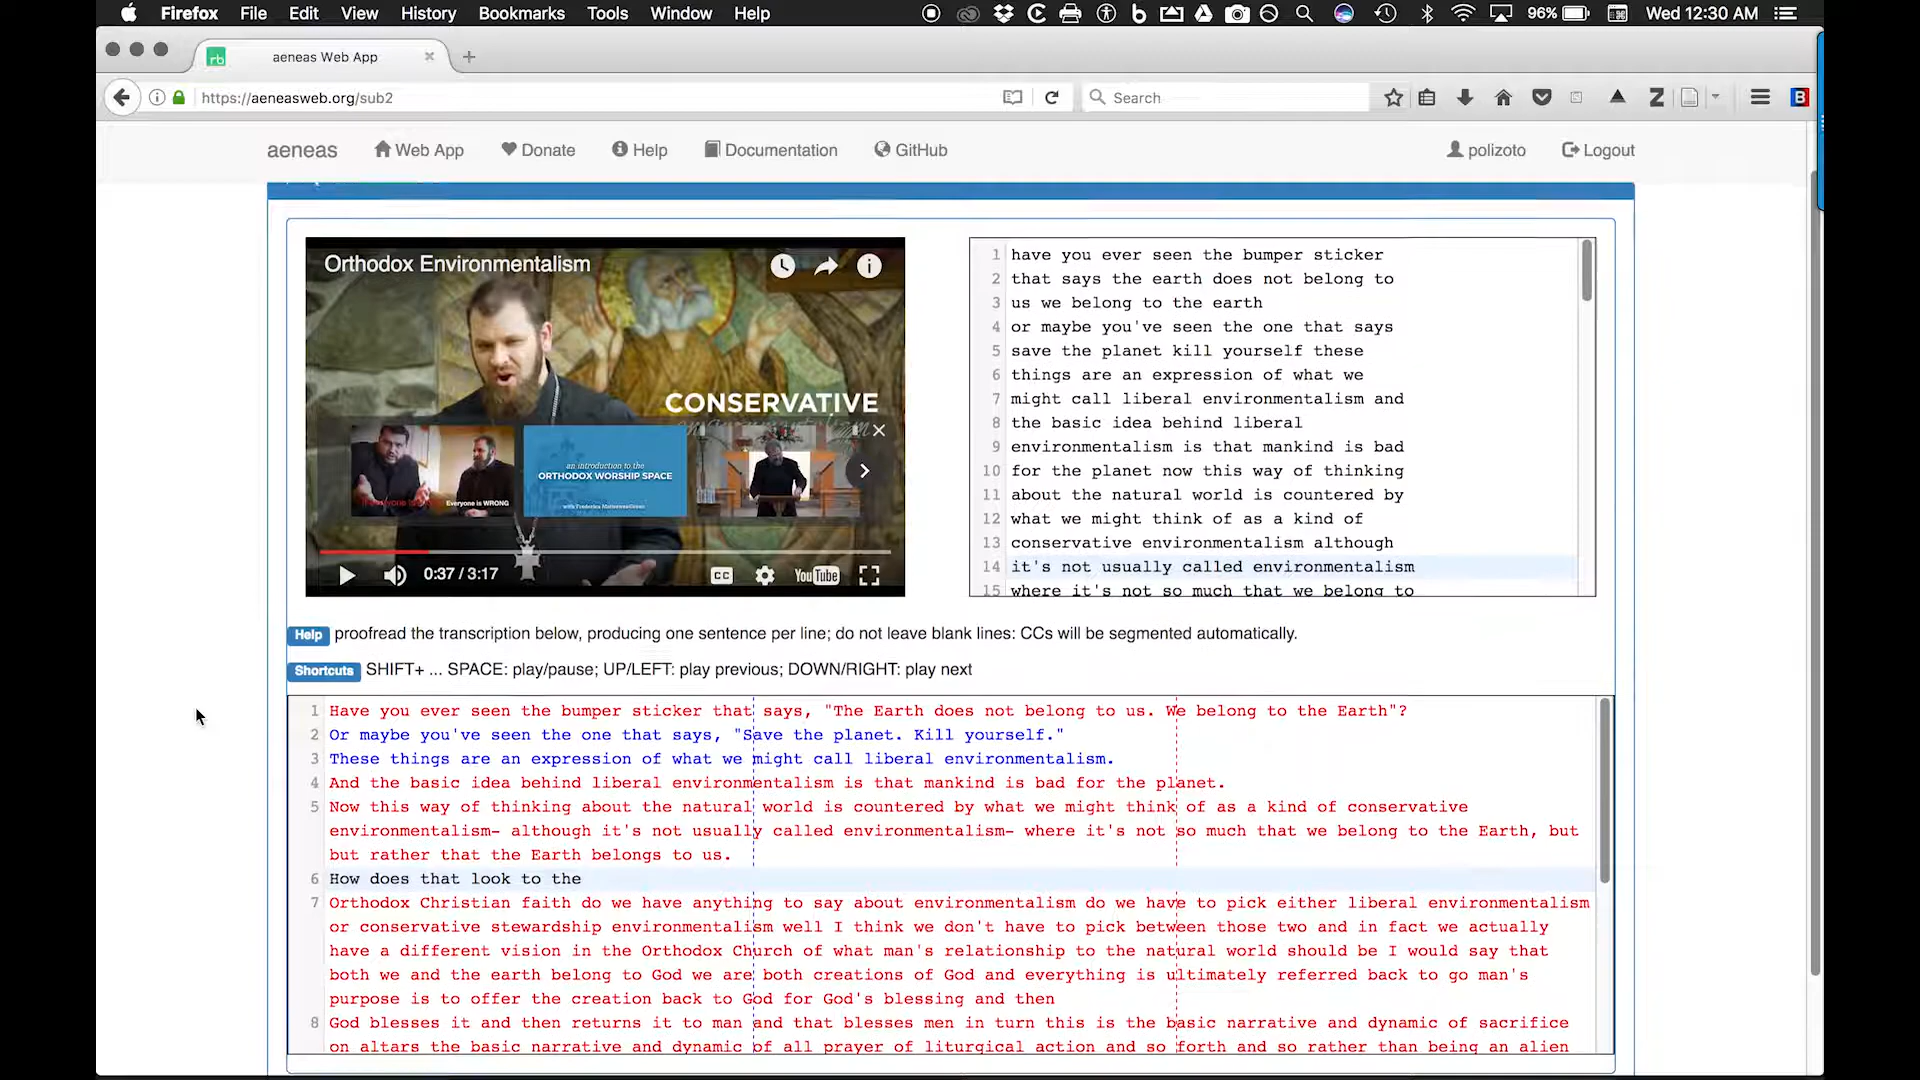 Firefox File Edit View History Bookmarks Tools Window Help 96% Wed 12:30 AM
rb aeneas Web App
https://aeneasweb.org/sub2 Search
aeneas Web App Donate Help Documentation GitHub polizoto Logout
Orthodox Environmentalism
CONSERVATIVE
Everyone is WRONG
an introduction to the
ORTHODOX WORSHIP SPACE
0:37 / 3:17 CC YouTube
1 have you ever seen the bumper sticker
2 that says the earth does not belong to
3 us we belong to the earth
4 or maybe you've seen the one that says
5 save the planet kill yourself these
6 things are an expression of what we
7 might call liberal environmentalism and
8 the basic idea behind liberal
9 environmentalism is that mankind is bad
10 for the planet now this way of thinking
11 about the natural world is countered by
12 what we might think of as a kind of
13 conservative environmentalism although
14 it's not usually called environmentalism
15 where it's not so much that we belong to
Help proofread the transcription below, producing one sentence per line; do not leave blank lines: CCs will be segmented automatically.
Shortcuts SHIFT+ ... SPACE: play/pause; UP/LEFT: play previous; DOWN/RIGHT: play next
1 Have you ever seen the bumper sticker that says, "The Earth does not belong to us. We belong to the Earth"?
2 Or maybe you've seen the one that says, "Save the planet. Kill yourself."
3 These things are an expression of what we might call liberal environmentalism.
4 And the basic idea behind liberal environmentalism is that mankind is bad for the planet.
5 Now this way of thinking about the natural world is countered by what we might think of as a kind of conservative
environmentalism- although it's not usually called environmentalism- where it's not so much that we belong to the Earth, but
but rather that the Earth belongs to us.
6 How does that look to the
7 Orthodox Christian faith do we have anything to say about environmentalism do we have to pick either liberal environmentalism
or conservative stewardship environmentalism well I think we don't have to pick between those two and in fact we actually
have a different vision in the Orthodox Church of what man's relationship to the natural world should be I would say that
both we and the earth belong to God we are both creations of God and everything is ultimately referred back to go man's
purpose is to offer the creation back to God for God's blessing and then
8 God blesses it and then returns it to man and that blesses men in turn this is the basic narrative and dynamic of sacrifice
on altars the basic narrative and dynamic of all prayer of liturgical action and so forth and so rather than being an alien